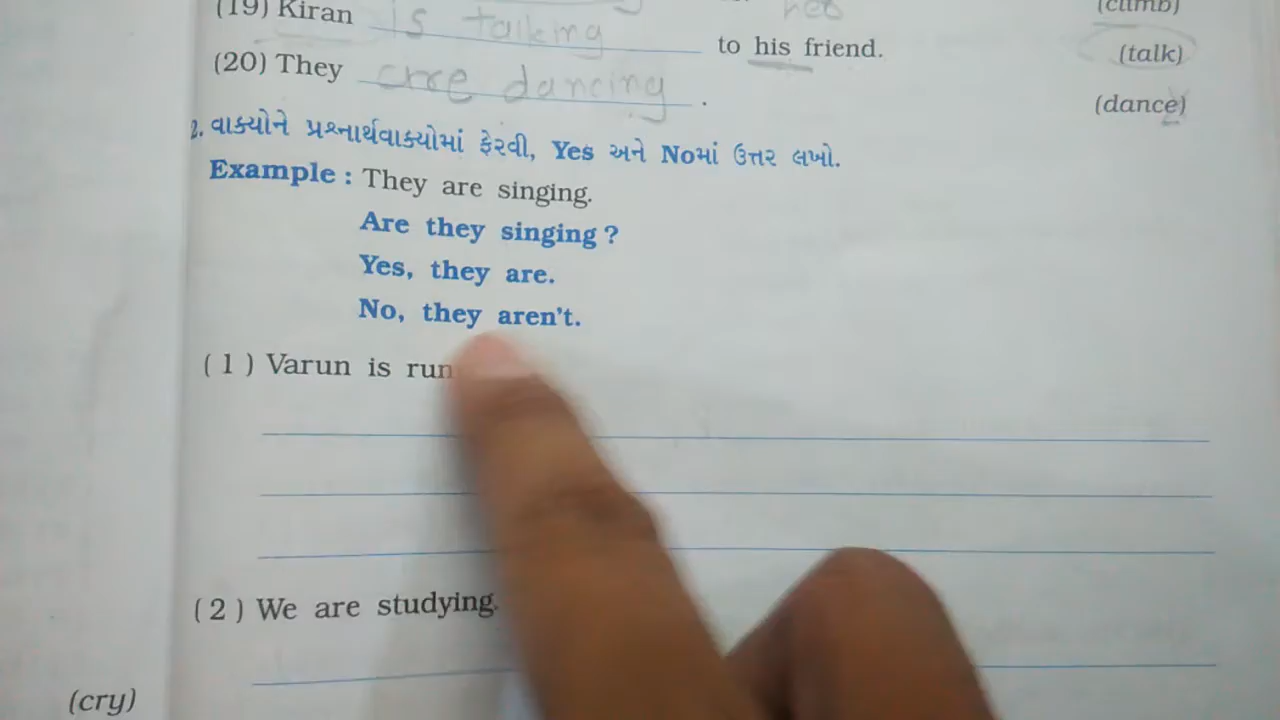 (19) Kiran is talking to his friend. (talk)
(20) They are dancing. (dance)
2. વાક્યોને પ્રશ્નાર્થવાક્યોમાં ફેરવી, Yes અને Noમાં ઉત્તર લખો.
Example : They are singing.
Are they singing ?
Yes, they are.
No, they aren't.
( 1 ) Varun is
( 2 ) We are studying.
(cry)